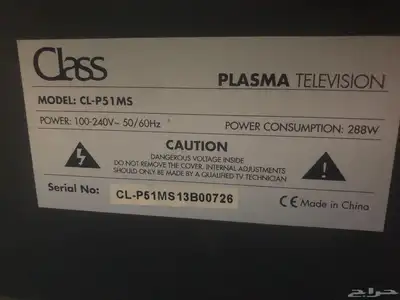 Class
PLASMA TELEVISION
MODEL: CL-P51MS
POWER: 100-240V~ 50/60Hz
POWER CONSUMPTION: 288W
CAUTION
DANGEROUS VOLTAGE INSIDE
DO NOT REMOVE THE COVER. INTERNAL ADJUSTMENTS
SHOULD ONLY BE MADE BY A QUALIFIED TV TECHNICIAN
Serial No: CL-P51MS13B00726
CE Made in China
حراج